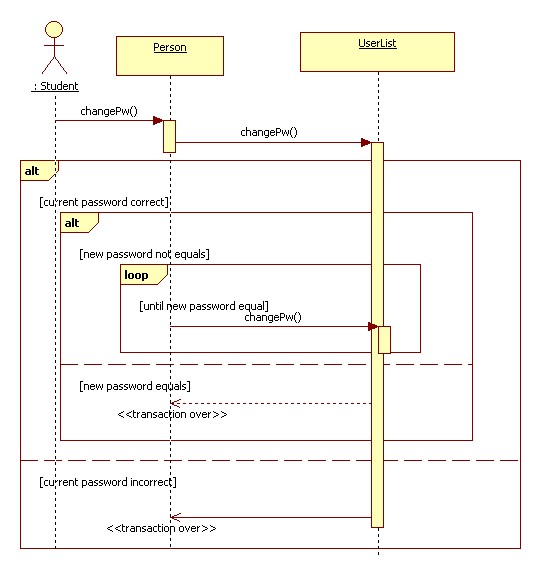 Person
UserList
: Student
changePw()
changePw()
alt
[current password correct]
alt
[new password not equals]
loop
[until new password equal]
changePw()
[new password equals]
<<transaction over>>
[current password incorrect]
<<transaction over>>